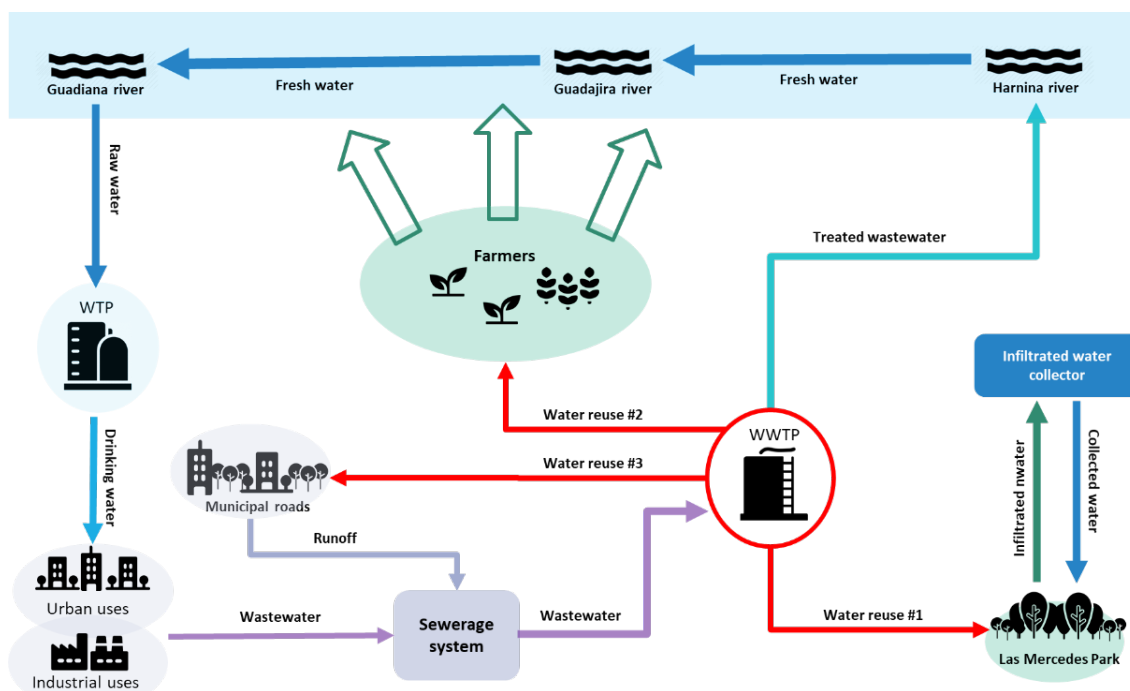 Guadiana river
Fresh water
Guadajira river
Fresh water
Harnina river
Raw water
Treated wastewater
Farmers
WTP
Infiltrated water
collector
Water reuse #2
WWTP
Drinking water
Water reuse #3
Municipal roads
Infiltrated nwater
Collected water
Runoff
Urban uses
Wastewater
Sewerage
system
Wastewater
Water reuse #1
Las Mercedes Park
Industrial uses